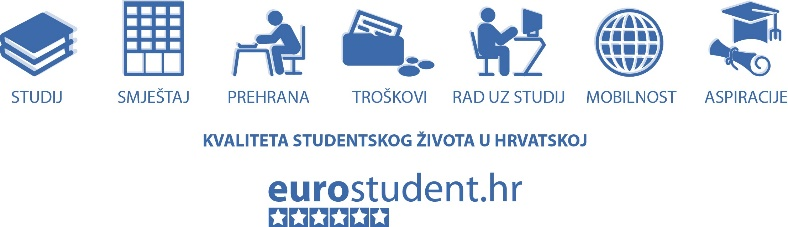 STUDIJ SMJEŠTAJ PREHRANA TROŠKOVI RAD UZ STUDIJ MOBILNOST ASPIRACIJE
KVALITETA STUDENTSKOG ŽIVOTA U HRVATSKOJ
eurostudent.hr